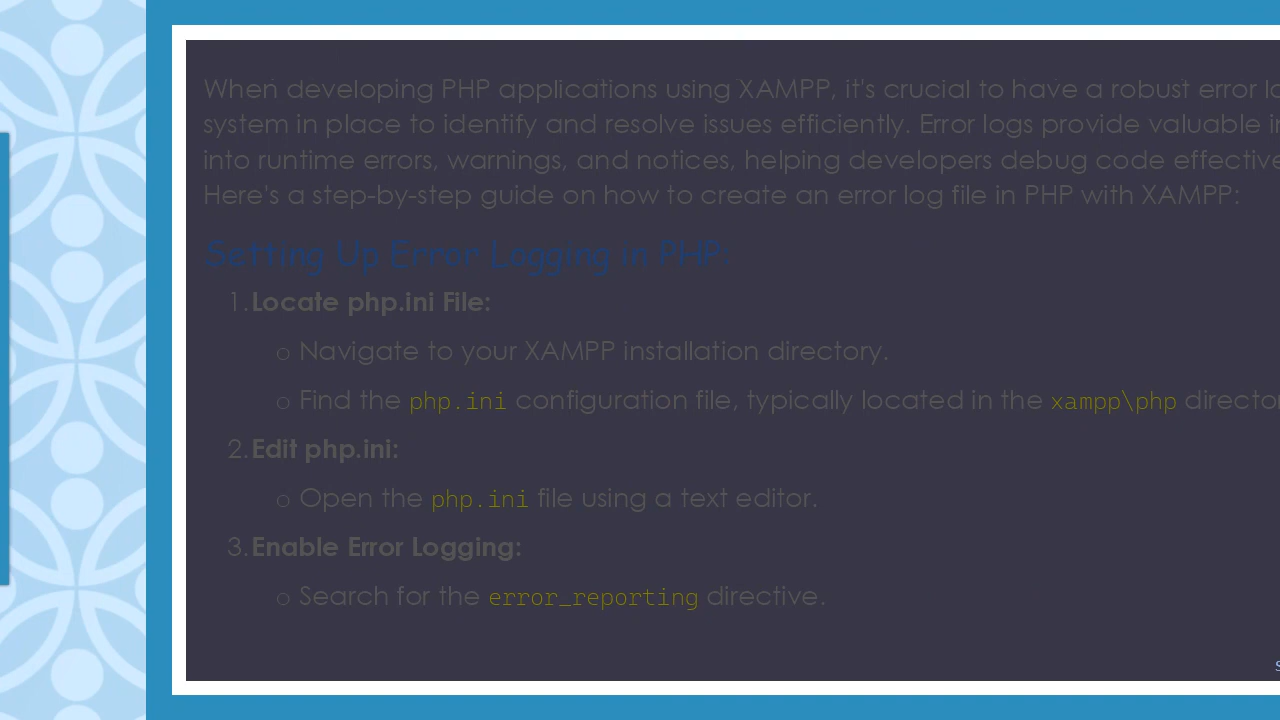 When developing PHP applications using XAMPP, it's crucial to have a robust error
system in place to identify and resolve issues efficiently. Error logs provide valuable
into runtime errors, warnings, and notices, helping developers debug code
Here's a step-by-step guide on how to create an error log file in PHP with XAMPP:
Setting Up Error Logging in PHP:
1. Locate php.ini File:
o Navigate to your XAMPP installation directory.
o Find the php.ini configuration file, typically located in the xampp\php
2. Edit php.ini:
o Open the php.ini file using a text editor.
3. Enable Error Logging:
o Search for the error_reporting directive.